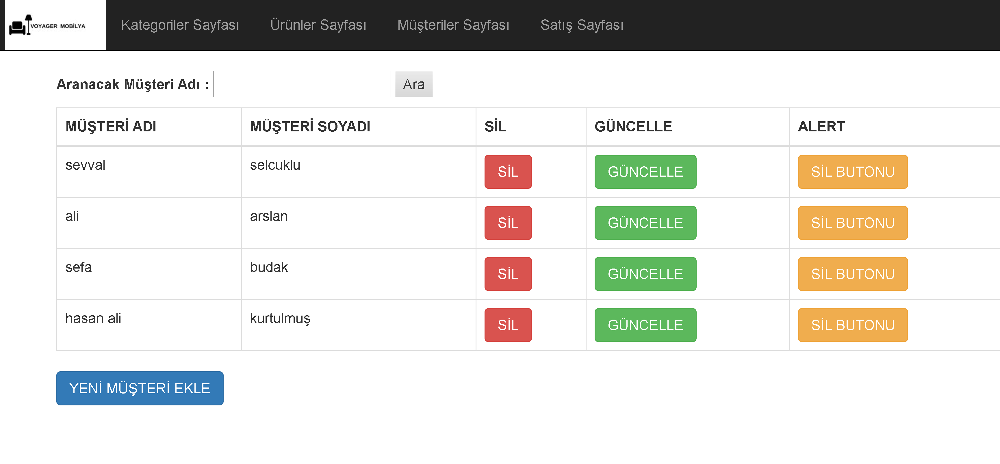 VOYAGER MOBİLYA Kategoriler Sayfası Ürünler Sayfası Müşteriler Sayfası Satış Sayfası
Aranacak Müşteri Adı : Ara
MÜŞTERİ ADI MÜŞTERİ SOYADI SİL GÜNCELLE ALERT
sevval selcuklu SİL GÜNCELLE SİL BUTONU
ali arslan SİL GÜNCELLE SİL BUTONU
sefa budak SİL GÜNCELLE SİL BUTONU
hasan ali kurtulmuş SİL GÜNCELLE SİL BUTONU
YENİ MÜŞTERİ EKLE